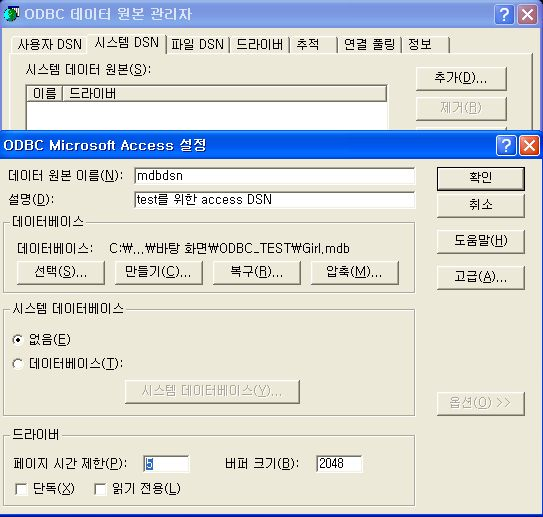 ODBC 데이터 원본 관리자
사용자 DSN 시스템 DSN 파일 DSN 드라이버 추적 연결 풀링 정보
시스템 데이터 원본(S):
추가(D)...
이름 드라이버
제거(R)
ODBC Microsoft Access 설정
데이터 원본 이름(N): mdbdsn
확인
설명(D): test를 위한 access DSN
취소
데이터베이스
데이터베이스: C:₩...₩바탕 화면₩ODBC_TEST₩Girl.mdb
도움말(H)
선택(S)... 만들기(C)... 복구(R)... 압축(M)...
고급(A)...
시스템 데이터베이스
없음(E)
데이터베이스(T):
시스템 데이터베이스(Y)...
옵션(O) >>
드라이버
페이지 시간 제한(P): 5 버퍼 크기(B): 2048
단독(X) 읽기 전용(L)